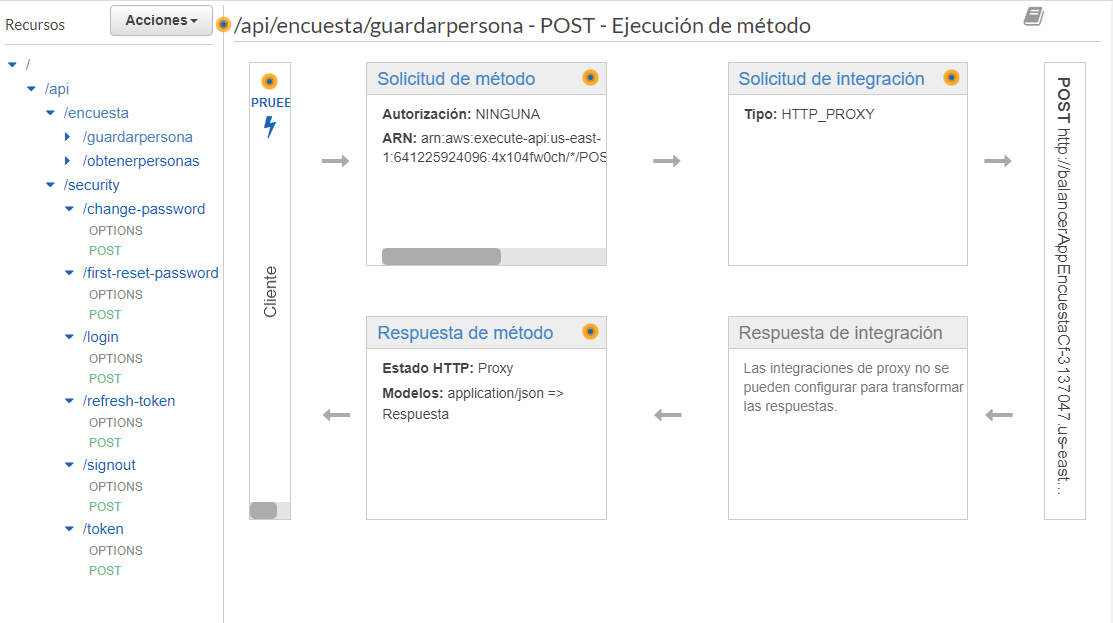 Recursos
Acciones
/api/encuesta/guardarpersona - POST - Ejecución de método
/
/api
/encuesta
/guardarpersona
/obtenerpersonas
/security
/change-password
OPTIONS
POST
/first-reset-password
OPTIONS
POST
/login
OPTIONS
POST
/refresh-token
OPTIONS
POST
/signout
OPTIONS
POST
/token
OPTIONS
POST
PRUEE
Cliente
Solicitud de método
Autorización: NINGUNA
ARN: arn:aws:execute-api:us-east-
1:641225924096:4x104fw0ch/*/POS
Solicitud de integración
Tipo: HTTP_PROXY
POST http://balancerAppEncuestaCf-3137047.us-east...
Respuesta de método
Estado HTTP: Proxy
Modelos: application/json =>
Respuesta
Respuesta de integración
Las integraciones de proxy no se
pueden configurar para transformar
las respuestas.